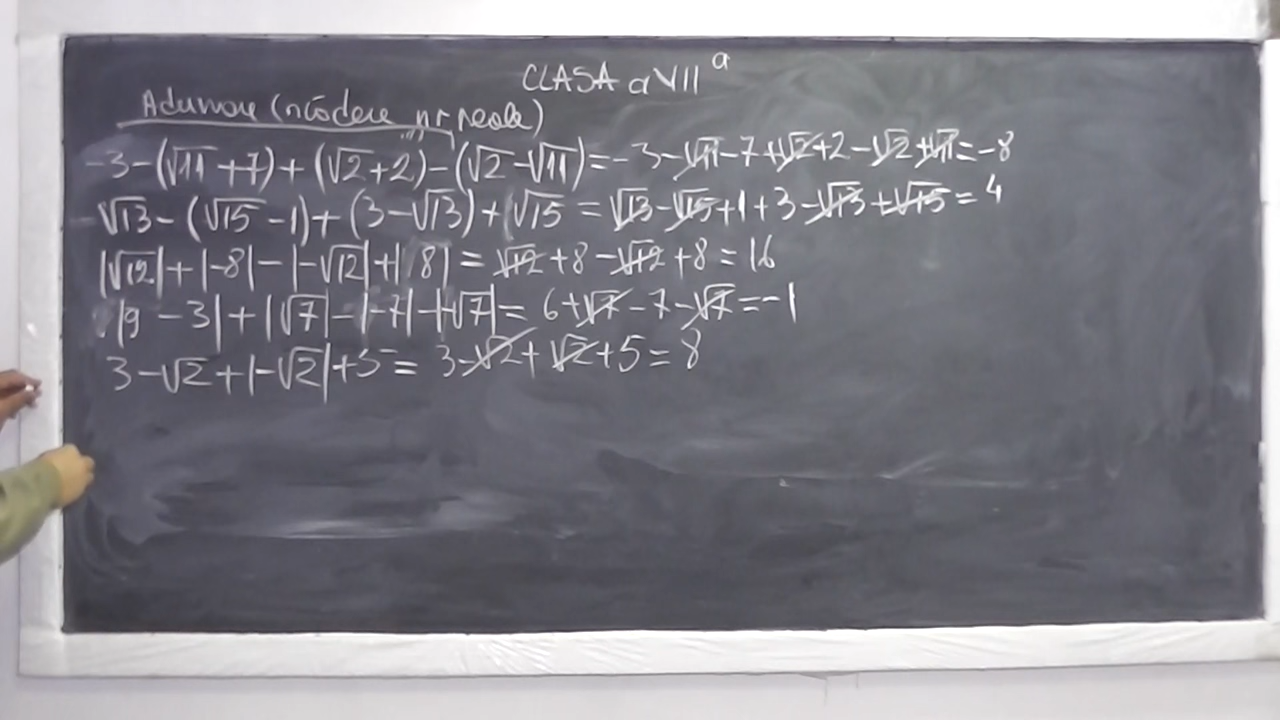 CLASA a VII a
Adunare (scădere nr reale)
-3-(√11+7)+(√2+2)-(√2-√11)=-3-√11-7+√2+2-√2+√11=-8
√13-(√15-1)+(3-√13)+√15=√13-√15+1+3-√13+√15=4
|√12|+|-8|-|-√12|+|8|=√12+8-√12+8=16
|9-3|+|√7|-|-7|-|√7|=6+√7-7-√7=-1
3-√2+|-√2|+5=3-√2+√2+5=8